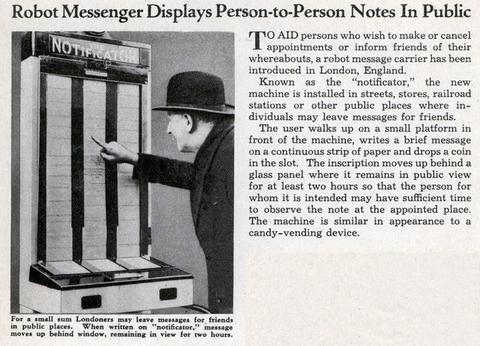 Robot Messenger Displays Person-to-Person Notes In Public
NOTIFICATOR
For a small sum Londoners may leave messages for friends
in public places. When written on "notificator," message
moves up behind window, remaining in view for two hours.
TO AID persons who wish to make or cancel
appointments or inform friends of their
whereabouts, a robot message carrier has been
introduced in London, England.
Known as the "notificator," the new
machine is installed in streets, stores, railroad
stations or other public places where in-
dividuals may leave messages for friends.
The user walks up on a small platform in
front of the machine, writes a brief message
on a continuous strip of paper and drops a coin
in the slot. The inscription moves up behind a
glass panel where it remains in public view
for at least two hours so that the person for
whom it is intended may have sufficient time
to observe the note at the appointed place.
The machine is similar in appearance to a
candy-vending device.